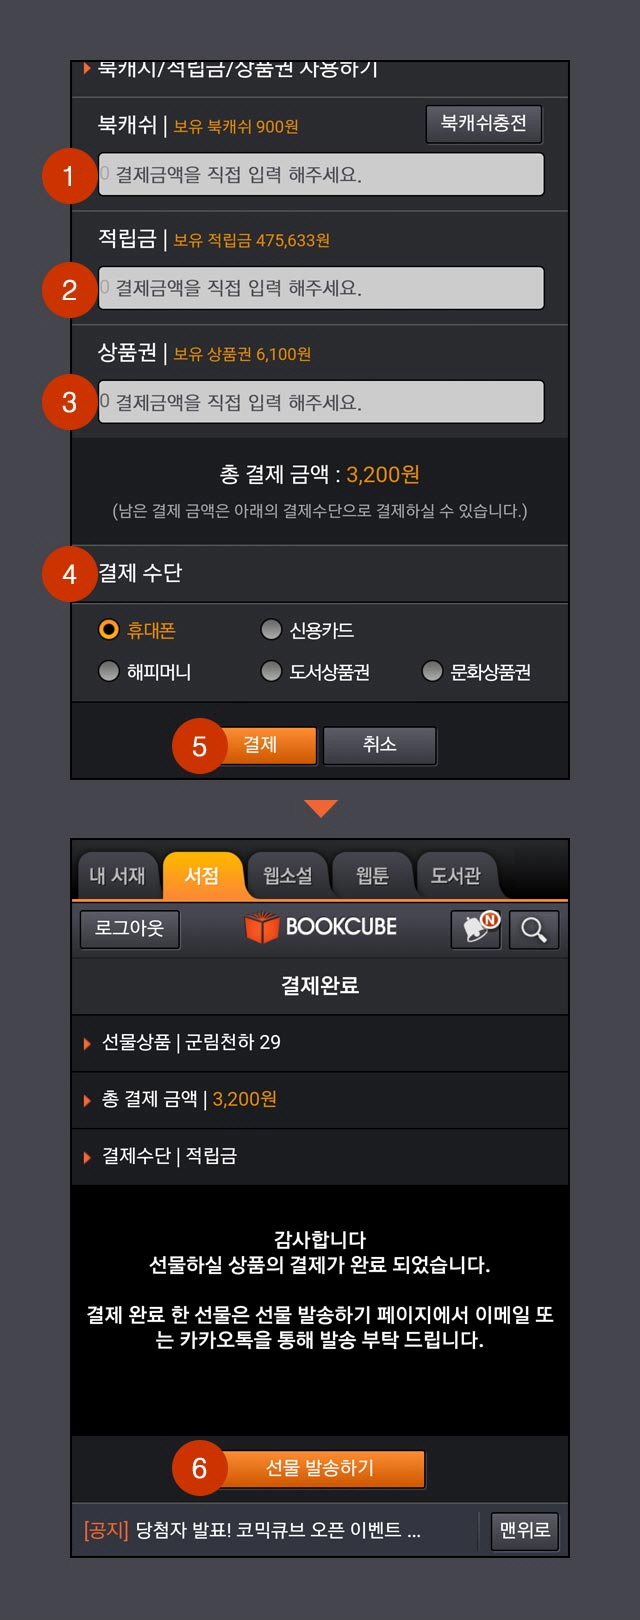 북캐시/적립금/상품권 사용하기
북캐쉬 | 보유 북캐쉬 900원
북캐쉬충전
1
0 결제금액을 직접 입력 해주세요.
적립금 | 보유 적립금 475,633원
2
0 결제금액을 직접 입력 해주세요.
상품권 | 보유 상품권 6,100원
3
0 결제금액을 직접 입력 해주세요.
총 결제 금액 : 3,200원
(남은 결제 금액은 아래의 결제수단으로 결제하실 수 있습니다.)
4 결제 수단
휴대폰 신용카드
해피머니 도서상품권 문화상품권
5 결제 취소
내 서재 서점 웹소설 웹툰 도서관
로그아웃 BOOKCUBE N
결제완료
선물상품 | 군림천하 29
총 결제 금액 | 3,200원
결제수단 | 적립금
감사합니다
선물하실 상품의 결제가 완료 되었습니다.
결제 완료 한 선물은 선물 발송하기 페이지에서 이메일 또
는 카카오톡을 통해 발송 부탁 드립니다.
6 선물 발송하기
[공지] 당첨자 발표! 코믹큐브 오픈 이벤트 ... 맨위로